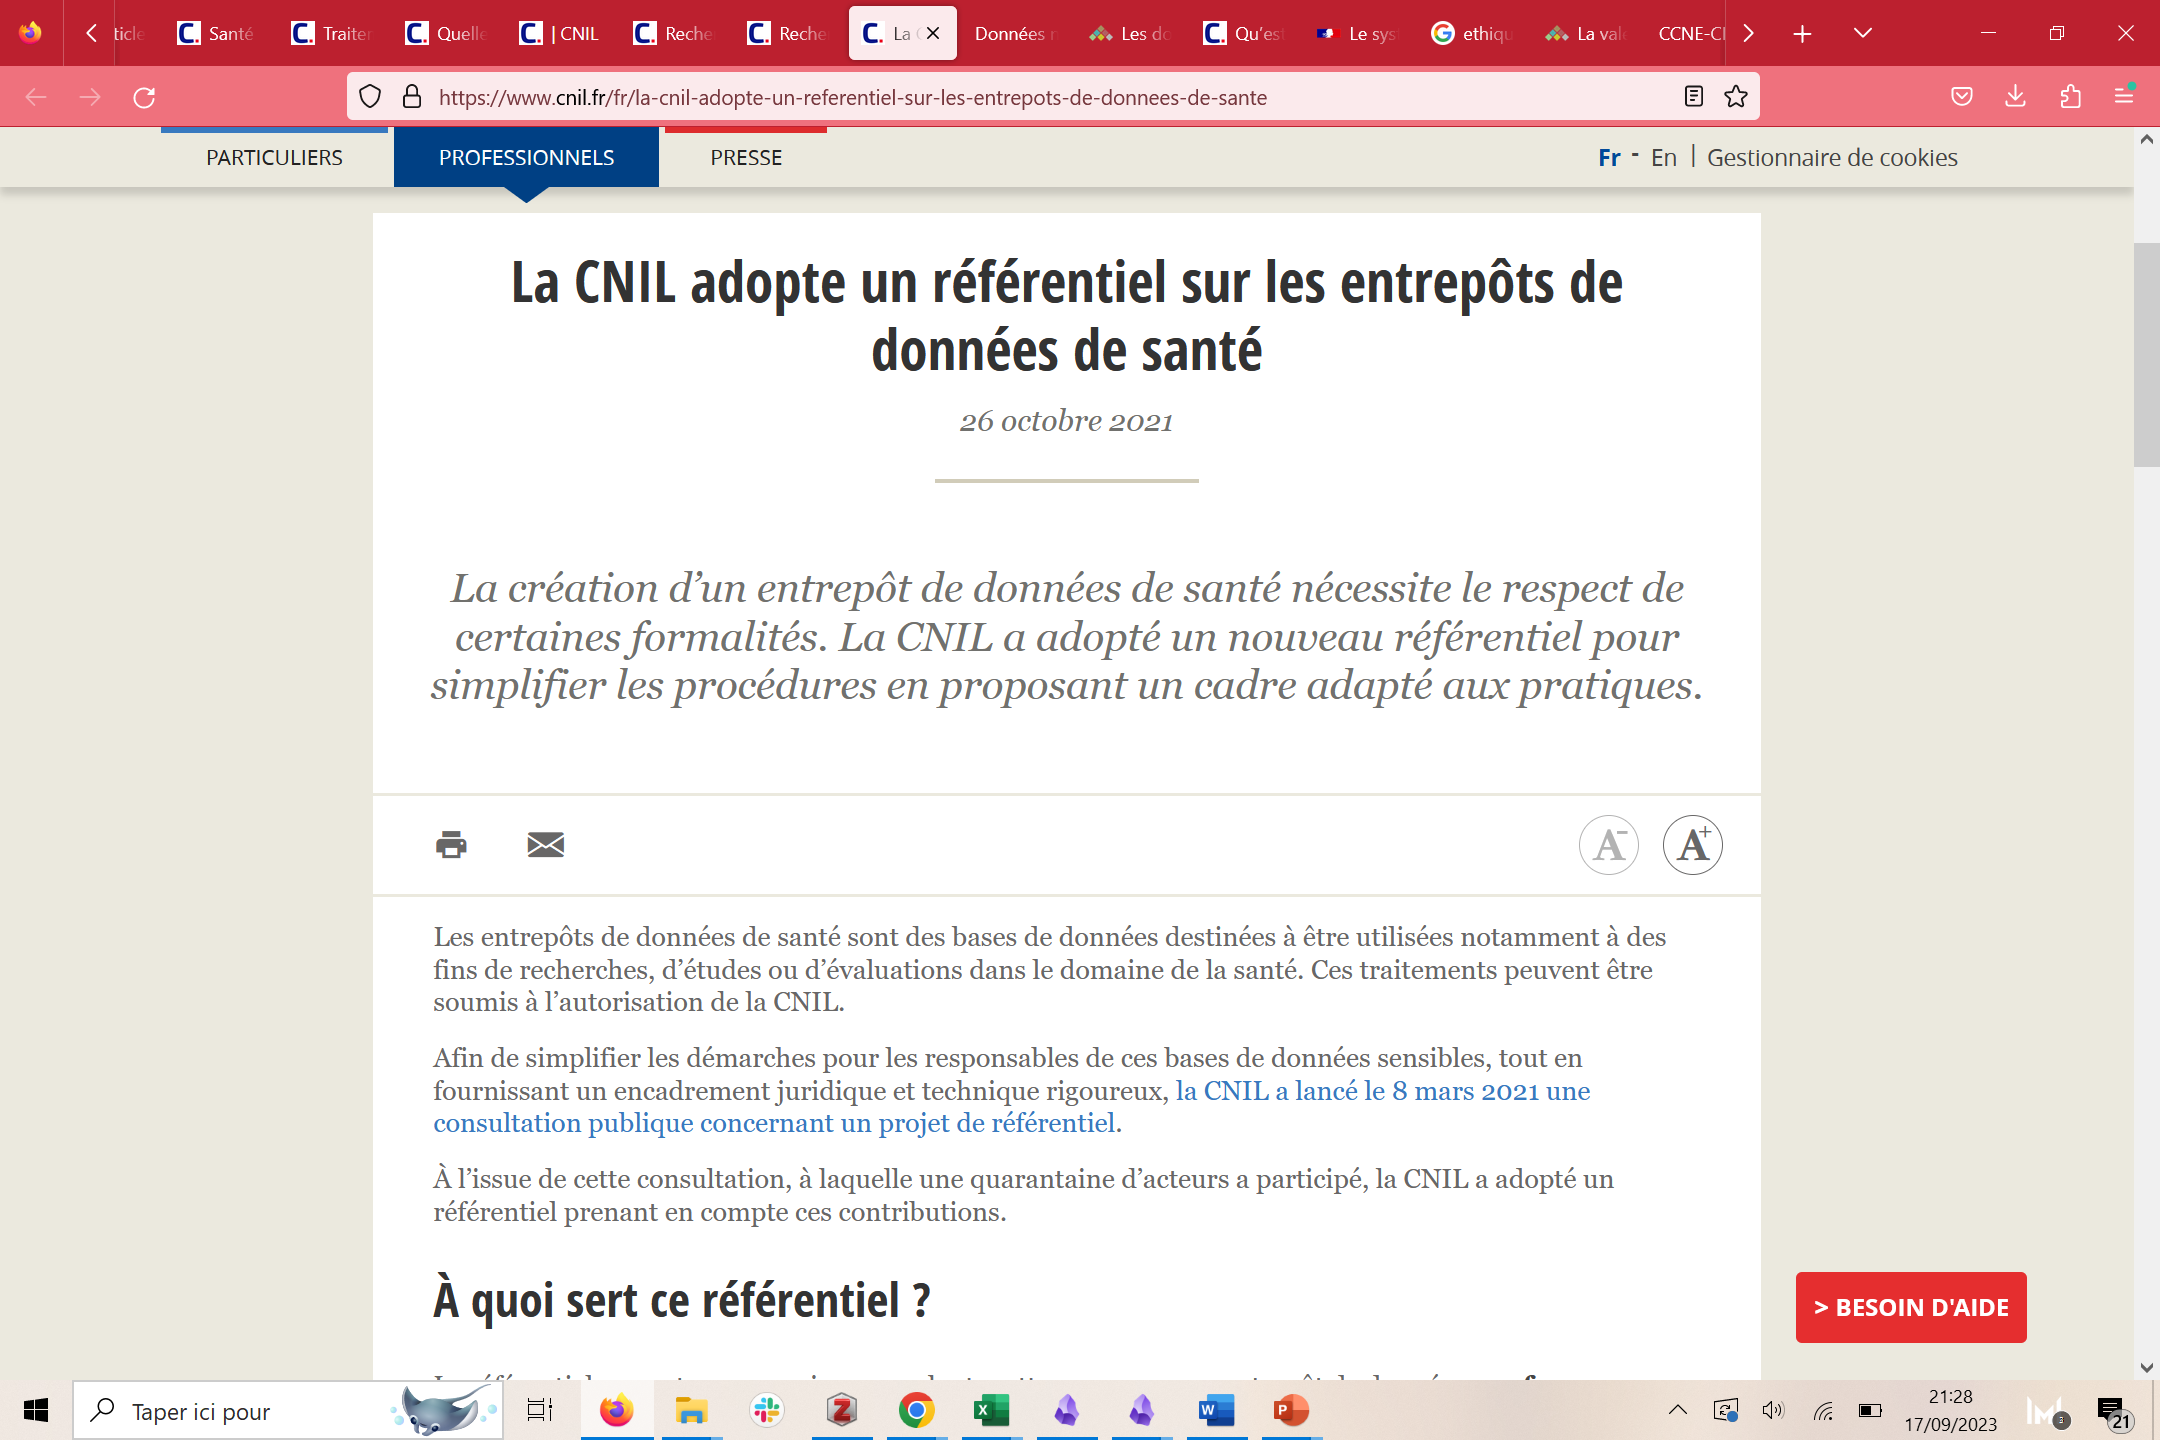 Santé
| CNIL
La
Données
Les
Qu'es
Le sys
ethiqu
La val
https://www.cnil.fr/fr/la-cnil-adopte-un-referentiel-sur-les-entrepots-de-donnees-de-sante
PARTICULIERS
PROFESSIONNELS
PRESSE
Fr - En | Gestionnaire de cookies
La CNIL adopte un référentiel sur les entrepôts de
données de santé
26 octobre 2021
La création d’un entrepôt de données de santé nécessite le respect de
certaines formalités. La CNIL a adopté un nouveau référentiel pour
simplifier les procédures en proposant un cadre adapté aux pratiques.
A-
A+
Les entrepôts de données de santé sont des bases de données destinées à être utilisées notamment à des
fins de recherches, d’études ou d’évaluations dans le domaine de la santé. Ces traitements peuvent être
soumis à l’autorisation de la CNIL.
Afin de simplifier les démarches pour les responsables de ces bases de données sensibles, tout en
fournissant un encadrement juridique et technique rigoureux, la CNIL a lancé le 8 mars 2021 une
consultation publique concernant un projet de référentiel.
À l’issue de cette consultation, à laquelle une quarantaine d’acteurs a participé, la CNIL a adopté un
référentiel prenant en compte ces contributions.
À quoi sert ce référentiel ?
> BESOIN D'AIDE
Taper ici pour
21:28
17/09/2023
21